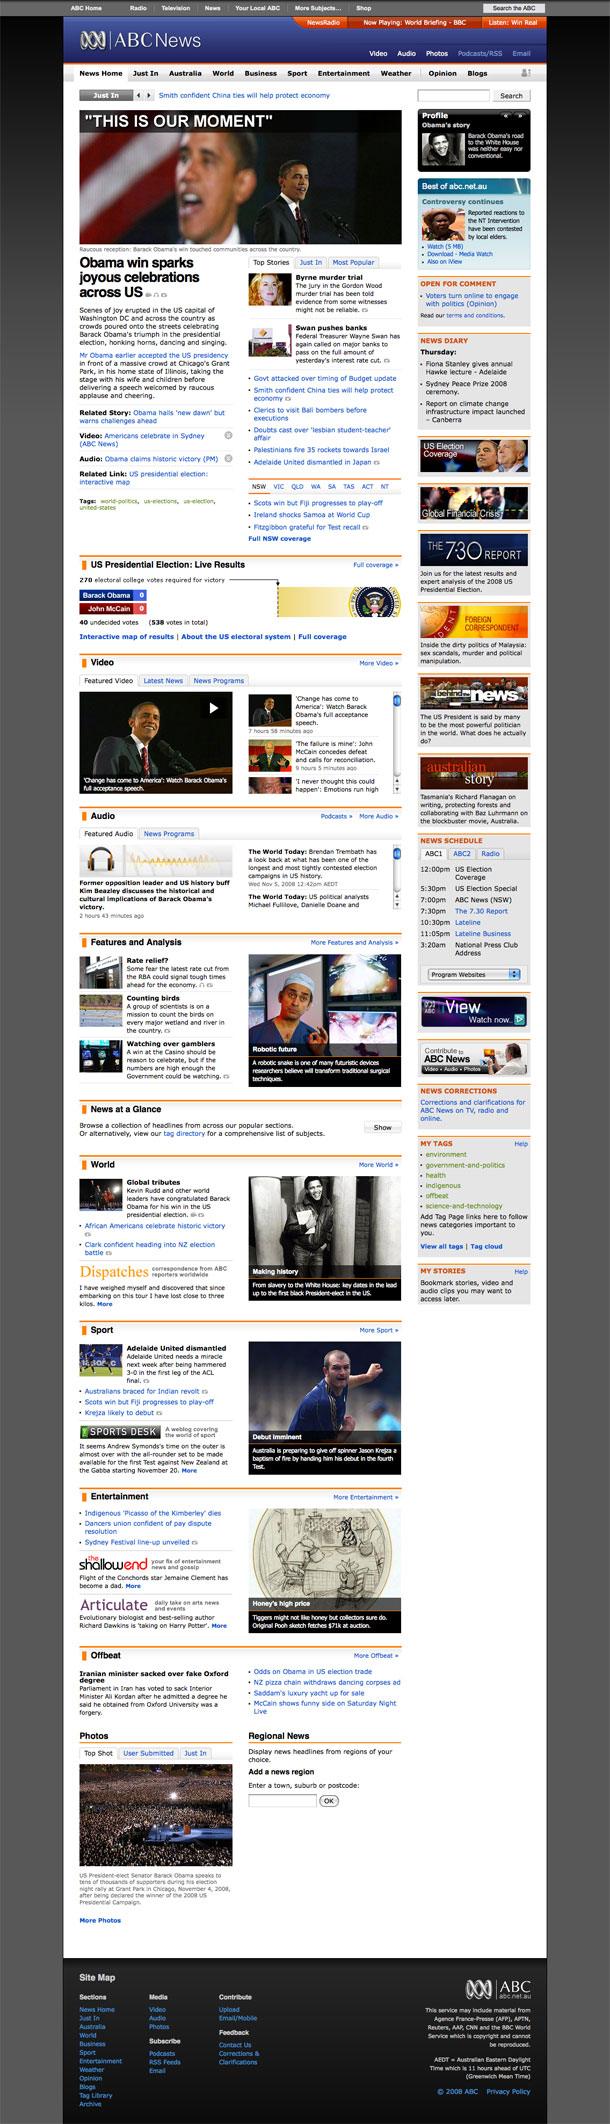 ABC Home Radio Television News Your Local ABC More Subjects... Shop Search the ABC
NewsRadio Now Playing: World Briefing - BBC Listen: Win Real
ABC News
Video Audio Photos Podcasts/RSS Email
News Home Just In Australia World Business Sport Entertainment Weather Opinion Blogs
Just In Smith confident China ties will help protect economy
Search
"THIS IS OUR MOMENT"
Raucous reception: Barack Obama's win touched communities across the country.
Obama win sparks
joyous celebrations
across US
Scenes of joy erupted in the US capital of
Washington DC and across the country as
crowds poured onto the streets celebrating
Barack Obama's triumph in the presidential
election, honking horns, dancing and singing.
Mr Obama earlier accepted the US presidency
in front of a massive crowd at Chicago's Grant
Park, in his home state of Illinois, taking the
stage with his wife and children before
delivering a speech welcomed by raucous
applause and cheering.
Related Story: Obama hails 'new dawn' but
warns challenges ahead
Video: Americans celebrate in Sydney
(ABC News)
Audio: Obama claims historic victory (PM)
Related Link: US presidential election:
interactive map
Tags: world-politics, us-elections, us-election,
united-states
Top Stories Just In Most Popular
Byrne murder trial
The jury in the Gordon Wood
murder trial has been told
evidence from some witnesses
might not be reliable.
Swan pushes banks
Federal Treasurer Wayne Swan has
again called on major banks to
pass on the full amount of
yesterday's interest rate cut.
Govt attacked over timing of Budget update
Smith confident China ties will help protect
economy
Clerics to visit Bali bombers before
executions
Doubts cast over 'lesbian student-teacher'
affair
Palestinians fire 35 rockets towards Israel
Adelaide United dismantled in Japan
NSW VIC QLD WA SA TAS ACT NT
Scots win but Fiji progresses to play-off
Ireland shocks Samoa at World Cup
Fitzgibbon grateful for Test recall
Full NSW coverage
US Presidential Election: Live Results Full coverage »
270 electoral college votes required for victory
Barack Obama 0
John McCain 0
40 undecided votes (538 votes in total)
Interactive map of results | About the US electoral system | Full coverage
Video More Video »
Featured Video Latest News News Programs
'Change has come to America': Watch Barack Obama's
full acceptance speech.
'Change has come to
America': Watch Barack
Obama's full acceptance
speech.
7 hours 58 minutes ago
'The failure is mine': John
McCain concedes defeat
and calls for reconciliation.
9 hours 5 minutes ago
'I never thought this could
happen': Emotions run high
Audio Podcasts » More Audio »
Featured Audio News Programs
Former opposition leader and US history buff
Kim Beazley discusses the historical and
cultural implications of Barack Obama's
victory.
2 hours 43 minutes ago
The World Today: Brendan Trembath has
a look back at what has been one of the
longest and most tightly contested election
campaigns in US history.
Wed Nov 5, 2008 12:42pm AEDT
The World Today: US political analysts
Michael Fullilove, Danielle Doane and
Features and Analysis More Features and Analysis »
Rate relief?
Some fear the latest rate cut from
the RBA could signal tough times
ahead for the economy.
Counting birds
A group of scientists is on a
mission to count the birds on
every major wetland and river in
the country.
Watching over gamblers
A win at the Casino should be
reason to celebrate, but if the
numbers are high enough the
Government could be watching.
Robotic future
A robotic snake is one of many futuristic devices
researchers believe will transform traditional surgical
techniques.
News at a Glance
Browse a collection of headlines from across our popular sections.
Or alternatively, view our tag directory for a comprehensive list of subjects.
Show
World More World »
Global tributes
Kevin Rudd and other world
leaders have congratulated Barack
Obama for his win in the US
presidential election.
African Americans celebrate historic victory
Clark confident heading into NZ election
battle
Dispatches correspondence from ABC
reporters worldwide
I have weighed myself and discovered that since
embarking on this tour I have lost close to three
kilos. More
Making history
From slavery to the White House: key dates in the lead
up to the first black President-elect in the US.
Sport More Sport »
Adelaide United dismantled
Adelaide United needs a miracle
next week after being hammered
3-0 in the first leg of the ACL
final.
Australians braced for Indian revolt
Scots win but Fiji progresses to play-off
Krejza likely to debut
SPORTS DESK A weblog covering
the world of sport
It seems Andrew Symonds's time on the outer is
almost over with the all-rounder set to be made
available for the first Test against New Zealand at
the Gabba starting November 20. More
Debut imminent
Australia is preparing to give off spinner Jason Krejza a
baptism of fire by handing him his debut in the fourth
Test.
Entertainment More Entertainment »
Indigenous 'Picasso of the Kimberley' dies
Dancers union confident of pay dispute
resolution
Sydney Festival line-up unveiled
the shallowend your fix of entertainment
news and gossip
Flight of the Conchords star Jemaine Clement has
become a dad. More
Articulate daily take on arts news
and events
Evolutionary biologist and best-selling author
Richard Dawkins is 'taking on Harry Potter'. More
Honey's high price
Tiggers might not like honey but collectors sure do.
Original Pooh sketch fetches $71k at auction.
Offbeat More Offbeat »
Iranian minister sacked over fake Oxford
degree
Parliament in Iran has voted to sack Interior
Minister Ali Kordan after he admitted a degree he
said he obtained from Oxford University was a
forgery.
Odds on Obama in US election trade
NZ pizza chain withdraws dancing corpses ad
Saddam's luxury yacht up for sale
McCain shows funny side on Saturday Night
Live
Photos
Top Shot User Submitted Just In
US President-elect Senator Barack Obama speaks to
tens of thousands of supporters during his election
night rally at Grant Park in Chicago, November 4, 2008,
after being declared the winner of the 2008 US
Presidential Campaign.
More Photos
Regional News
Display news headlines from regions of your
choice.
Add a news region
Enter a town, suburb or postcode:
OK
Profile
Obama's story
Barack Obama's road
to the White House
was neither easy nor
conventional.
Best of abc.net.au
Controversy continues
Reported reactions to
the NT Intervention
have been contested
by local elders.
Watch (5 MB)
Download - Media Watch
Also on iView
OPEN FOR COMMENT
Voters turn online to engage
with politics (Opinion)
Read our terms and conditions.
NEWS DIARY
Thursday:
Fiona Stanley gives annual
Hawke lecture – Adelaide
Sydney Peace Prize 2008
ceremony.
Report on climate change
infrastructure impact launched
– Canberra
US Election
Coverage
Global Financial Crisis
THE 7:30 REPORT
Join us for the latest results and
expert analysis of the 2008 US
Presidential Election.
FOREIGN
CORRESPONDENT
Inside the dirty politics of Malaysia:
sex scandals, murder and political
manipulation.
behind the news
The US President is said by many
to be the most powerful politician
in the world. What does he actually
do?
australian
story
Tasmania's Richard Flanagan on
writing, protecting forests and
collaborating with Baz Luhrmann on
the blockbuster movie, Australia.
NEWS SCHEDULE
ABC1 ABC2 Radio
12:00pm US Election
Coverage
5:30pm Election Special
7:00pm ABC News (NSW)
7:30pm The 7.30 Report
10:30pm Lateline
11:05pm Lateline Business
3:20am National Press Club
Address
Program Websites
ABC iView
Watch now..
Contribute to
ABC News
Video • Audio • Photos
NEWS CORRECTIONS
Corrections and clarifications for
ABC News on TV, radio and
online.
MY TAGS Help
environment
government-and-politics
health
indigenous
offbeat
science-and-technology
Add Tag Page links here to follow
news categories important to
you.
View all tags | Tag cloud
MY STORIES Help
Bookmark stories, video and
audio clips you may want to
access later.
Site Map
Sections
News Home
Just In
Australia
World
Business
Sport
Entertainment
Weather
Opinion
Blogs
Tag Library
Archive
Media
Video
Audio
Photos
Subscribe
Podcasts
RSS Feeds
Email
Contribute
Upload
Email/Mobile
Feedback
Contact Us
Corrections &
Clarifications
ABC
abc.net.au
This service may include material from
Agence France-Presse (AFP), APTN,
Reuters, AAP, CNN and the BBC World
Service which is copyright and cannot
be reproduced.
AEDT = Australian Eastern Daylight
Time which is 11 hours ahead of UTC
(Greenwich Mean Time)
© 2008 ABC Privacy Policy